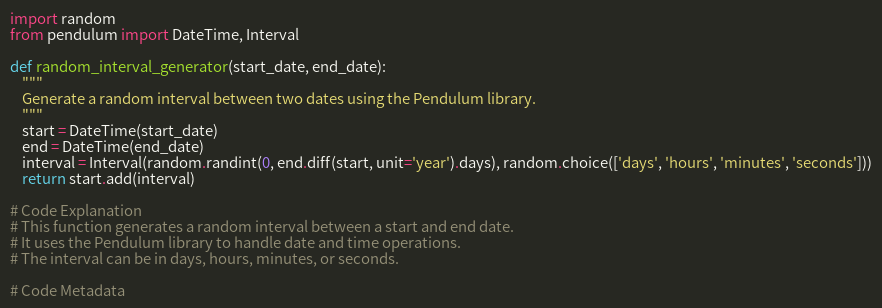 import random
from pendulum import DateTime, Interval
def random_interval_generator(start_date, end_date):
"""
Generate a random interval between two dates using the Pendulum library.
"""
start = DateTime(start_date)
end = DateTime(end_date)
interval = Interval(random.randint(0, end.diff(start, unit='year').days), random.choice(['days', 'hours', 'minutes', 'seconds']))
return start.add(interval)
# Code Explanation
# This function generates a random interval between a start and end date.
# It uses the Pendulum library to handle date and time operations.
# The interval can be in days, hours, minutes, or seconds.
# Code Metadata